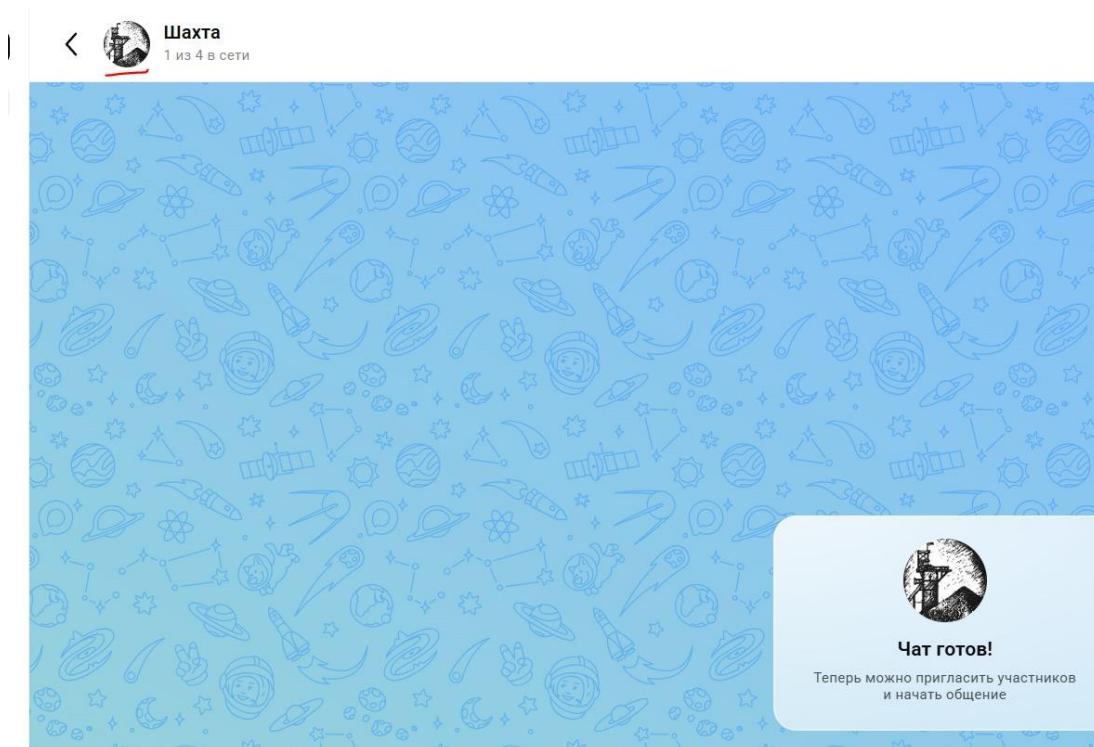 Шахта
1 из 4 в сети
Чат готов!
Теперь можно пригласить участников
и начать общение